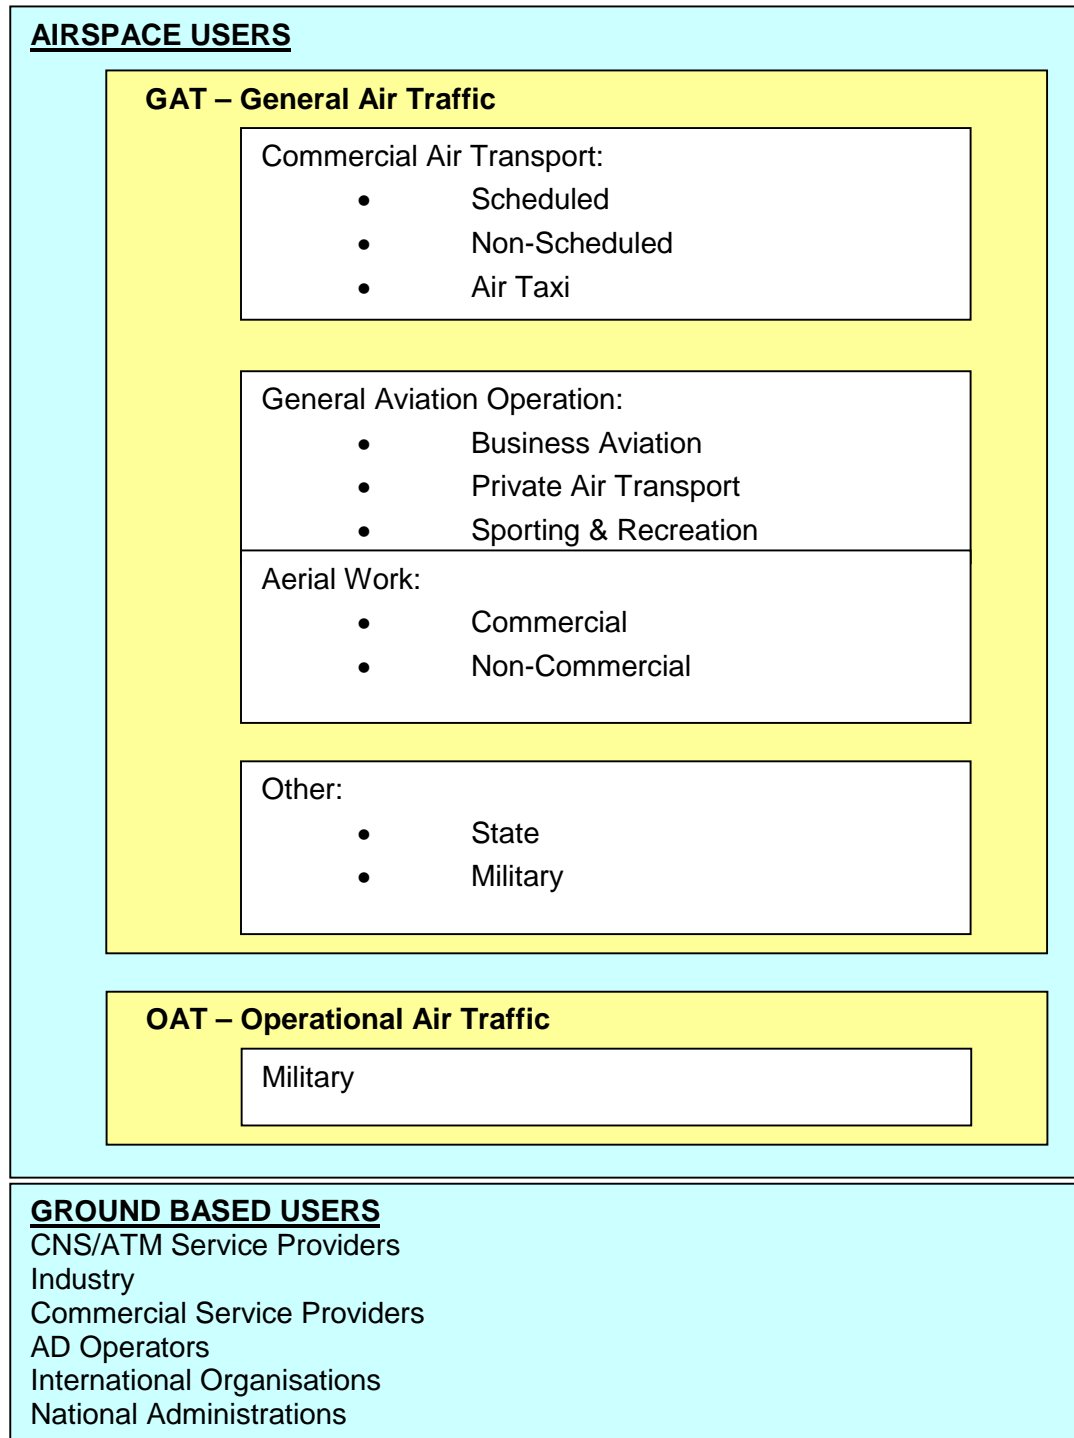 AIRSPACE USERS
GAT – General Air Traffic
Commercial Air Transport:
• Scheduled
• Non-Scheduled
• Air Taxi
General Aviation Operation:
• Business Aviation
• Private Air Transport
• Sporting & Recreation
Aerial Work:
• Commercial
• Non-Commercial
Other:
• State
• Military
OAT – Operational Air Traffic
Military
GROUND BASED USERS
CNS/ATM Service Providers
Industry
Commercial Service Providers
AD Operators
International Organisations
National Administrations